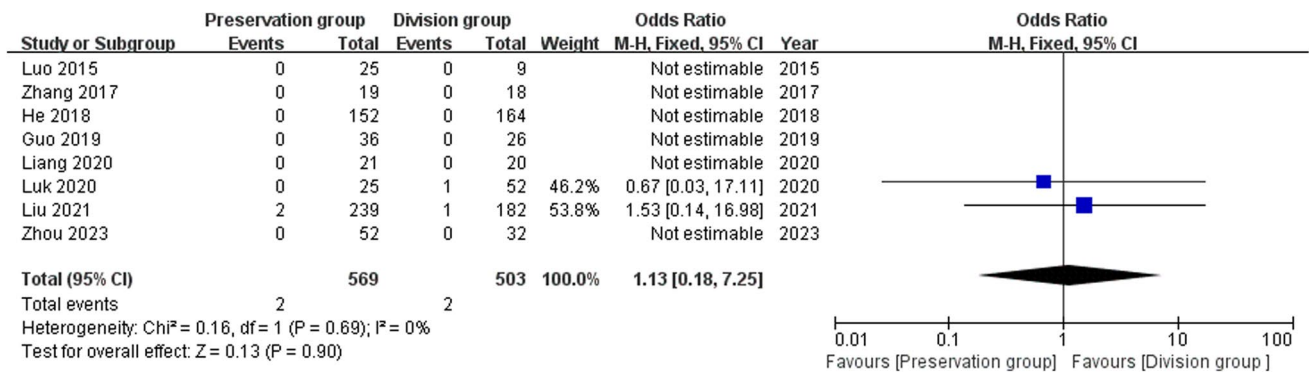 Preservation group Division group Odds Ratio Odds Ratio
Study or Subgroup Events Total Events Total Weight M-H, Fixed, 95% CI Year M-H, Fixed, 95% CI
Luo 2015 0 25 0 9 Not estimable 2015
Zhang 2017 0 19 0 18 Not estimable 2017
He 2018 0 152 0 164 Not estimable 2018
Guo 2019 0 36 0 26 Not estimable 2019
Liang 2020 0 21 0 20 Not estimable 2020
Luk 2020 0 25 1 52 46.2% 0.67 [0.03, 17.11] 2020
Liu 2021 2 239 1 182 53.8% 1.53 [0.14, 16.98] 2021
Zhou 2023 0 52 0 32 Not estimable 2023
Total (95% CI) 569 503 100.0% 1.13 [0.18, 7.25]
Total events 2 2
Heterogeneity: Chi² = 0.16, df = 1 (P = 0.69); I² = 0%
Test for overall effect: Z = 0.13 (P = 0.90)
0.01 0.1 1 10 100
Favours [Preservation group] Favours [Division group ]